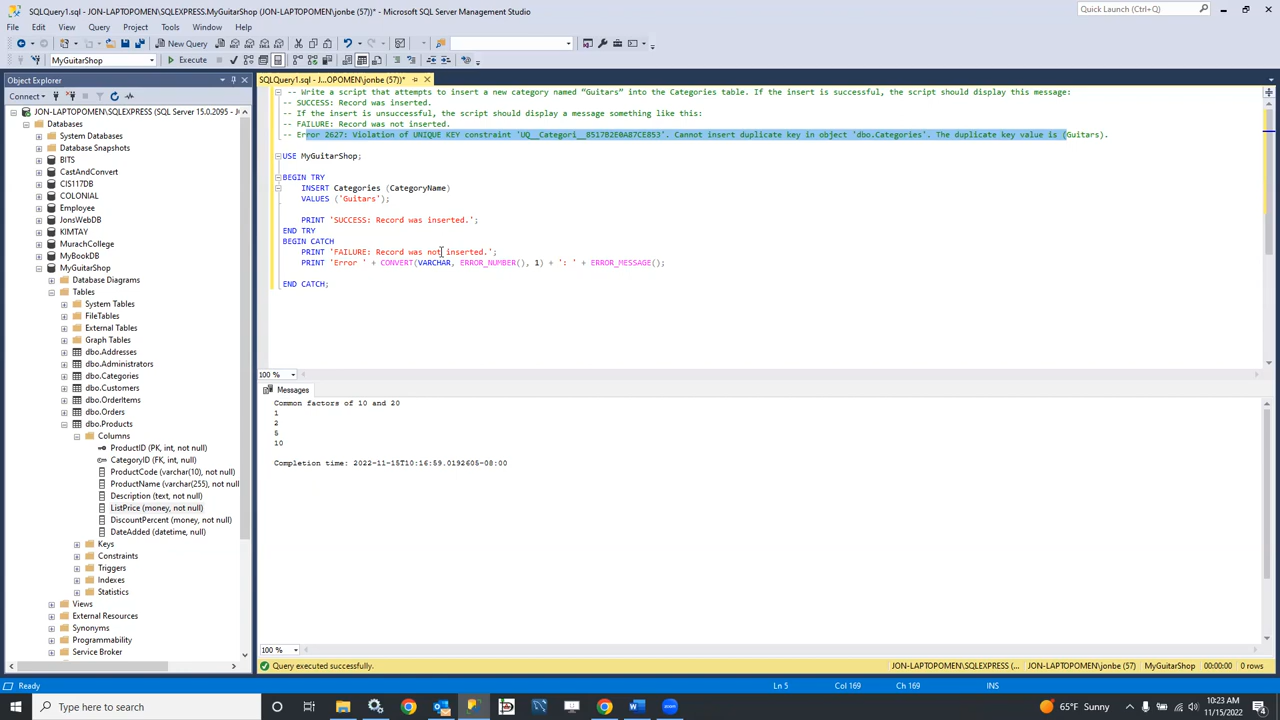 SQLQuery1.sql - JON-LAPTOPOMEN\SQLEXPRESS.MyGuitarShop (JON-LAPTOPOMEN\jonbe (57))* - Microsoft SQL Server Management Studio
Quick Launch (Ctrl+Q)
File Edit View Query Project Tools Window Help
New Query
MyGuitarShop Execute
Object Explorer
SQLQuery1.sql - J...OPOMEN\jonbe (57))*
Connect
JON-LAPTOPOMEN\SQLEXPRESS (SQL Server 15.0.2095 - JON-LAPTOPOMEN
Databases
System Databases
Database Snapshots
BITS
CastAndConvert
CIS117DB
COLONIAL
Employee
JonsWebDB
KIMTAY
MurachCollege
MyBookDB
MyGuitarShop
Database Diagrams
Tables
System Tables
FileTables
External Tables
Graph Tables
dbo.Addresses
dbo.Administrators
dbo.Categories
dbo.Customers
dbo.OrderItems
dbo.Orders
dbo.Products
Columns
ProductID (PK, int, not null)
CategoryID (FK, int, null)
ProductCode (varchar(10), not null)
ProductName (varchar(255), not null
Description (text, not null)
ListPrice (money, not null)
DiscountPercent (money, not null)
DateAdded (datetime, null)
Keys
Constraints
Triggers
Indexes
Statistics
Views
External Resources
Synonyms
Programmability
Service Broker
-- Write a script that attempts to insert a new category named “Guitars” into the Categories table. If the insert is successful, the script should display this message:
-- SUCCESS: Record was inserted.
-- If the insert is unsuccessful, the script should display a message something like this:
-- FAILURE: Record was not inserted.
-- Error 2627: Violation of UNIQUE KEY constraint 'UQ__Categori__8517B2E0A87CE853'. Cannot insert duplicate key in object 'dbo.Categories'. The duplicate key value is (Guitars).
USE MyGuitarShop;
BEGIN TRY
INSERT Categories (CategoryName)
VALUES ('Guitars');
PRINT 'SUCCESS: Record was inserted.';
END TRY
BEGIN CATCH
PRINT 'FAILURE: Record was not inserted.';
PRINT 'Error ' + CONVERT(VARCHAR, ERROR_NUMBER(), 1) + ': ' + ERROR_MESSAGE();
END CATCH;
100 %
Messages
Common factors of 10 and 20
1
2
5
10
Completion time: 2022-11-15T10:16:59.0192605-08:00
100 %
Query executed successfully. JON-LAPTOPOMEN\SQLEXPRESS (... JON-LAPTOPOMEN\jonbe (57) MyGuitarShop 00:00:00 0 rows
Ready Ln 5 Col 169 Ch 169 INS
Type here to search
65°F Sunny
10:23 AM
11/15/2022